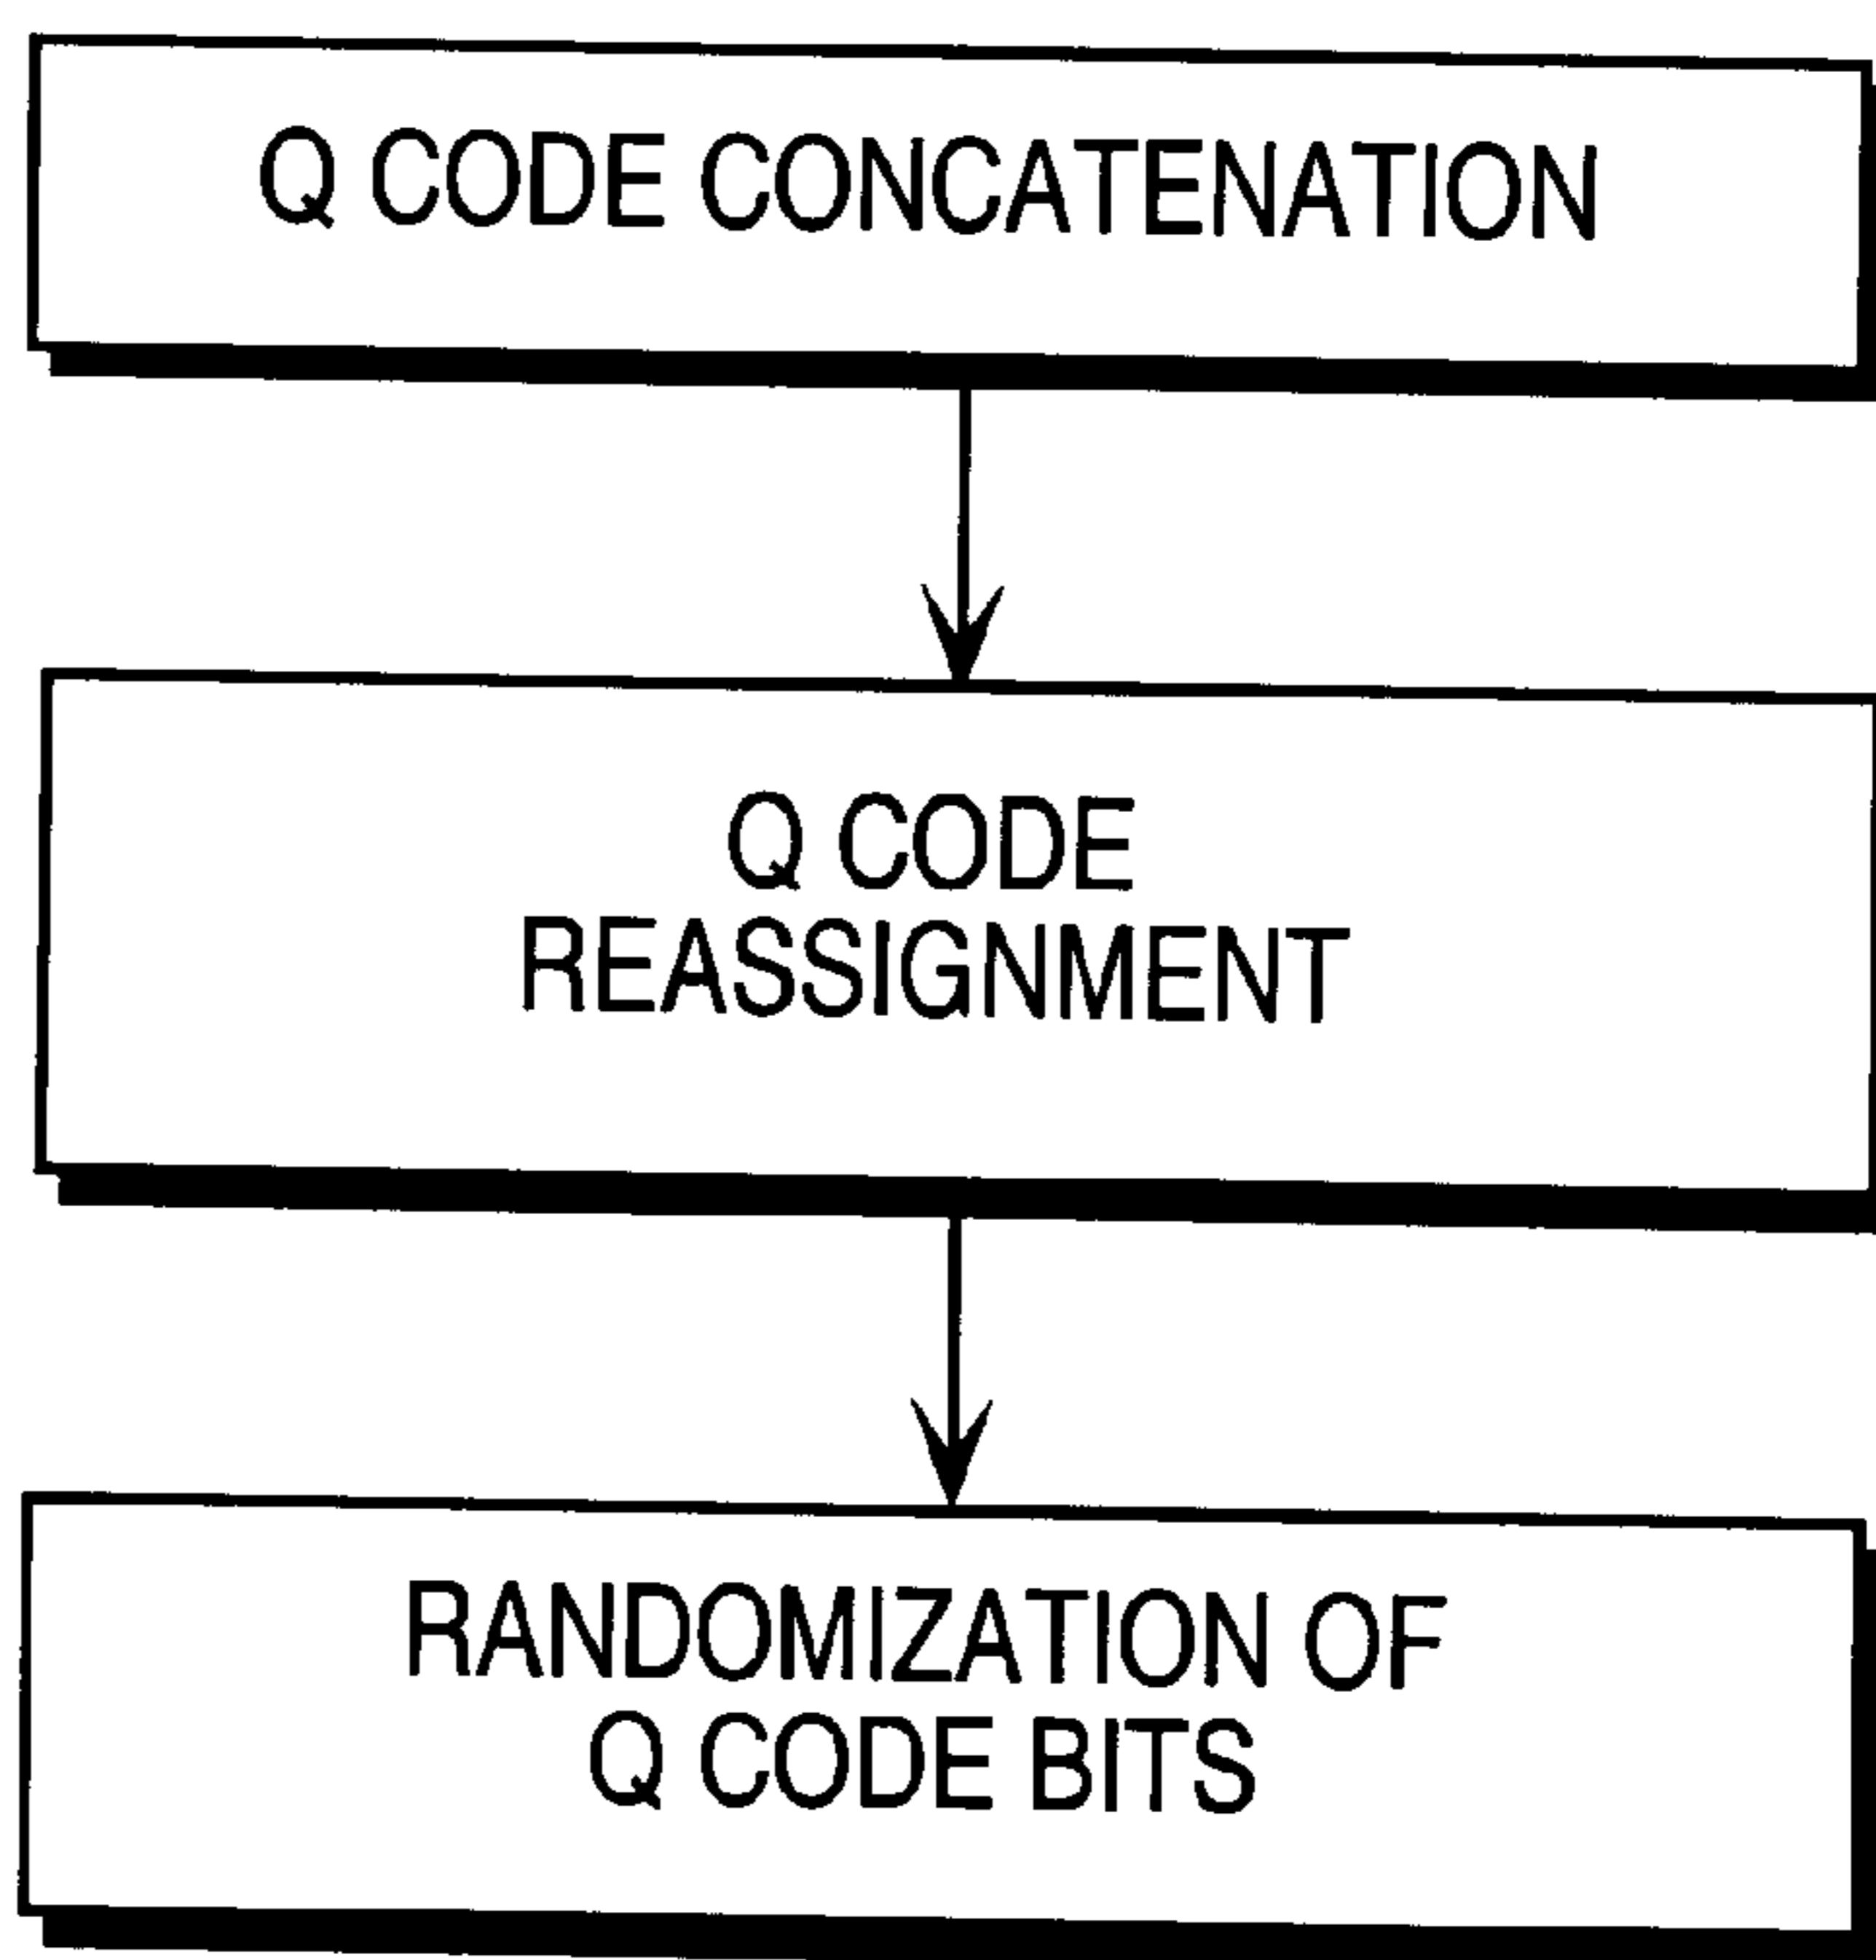 Q CODE CONCATENATION
Q CODE
REASSIGNMENT
RANDOMIZATION OF
Q CODE BITS